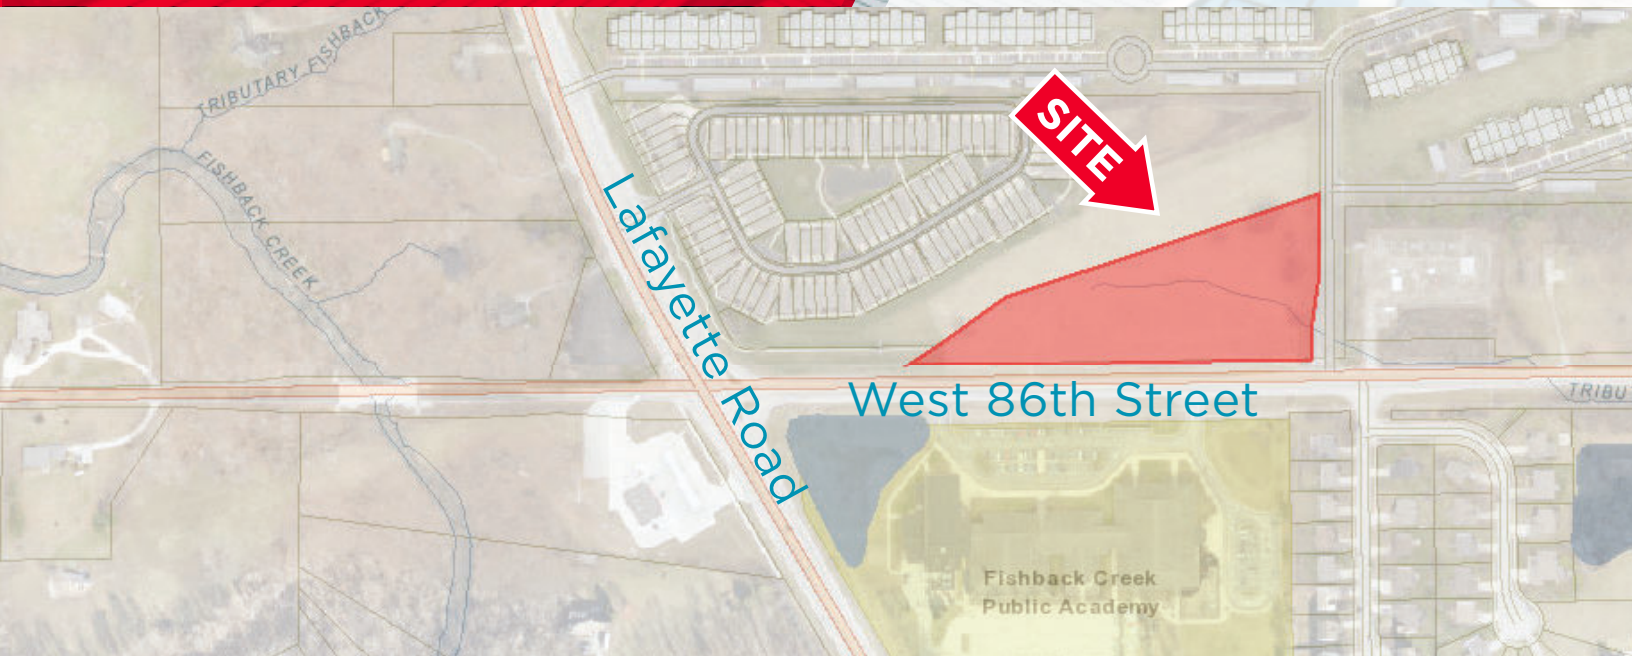 TRIBUTARY FISHBACK
SITE
FISHBACK CREEK
Lafayette Road
West 86th Street
TRIBU
Fishback Creek
Public Academy